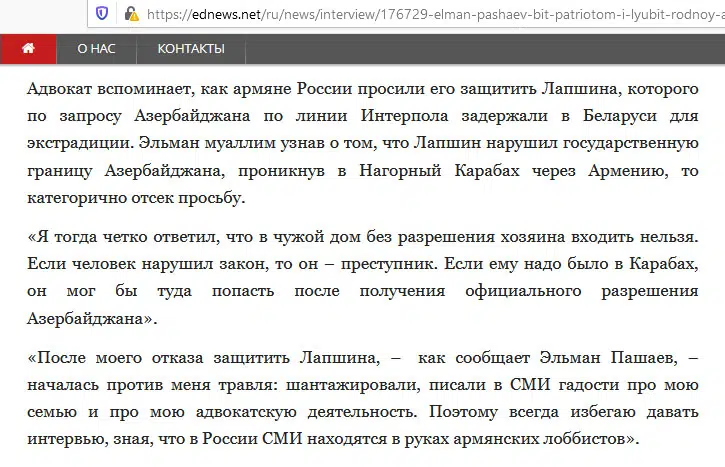 https://ednews.net/ru/news/interview/176729-elman-pashaev-bit-patriotom-i-lyubit-rodnoy-a
О НАС КОНТАКТЫ
Адвокат вспоминает, как армяне России просили его защитить Лапшина, которого
по запросу Азербайджана по линии Интерпола задержали в Беларуси для
экстрадиции. Эльман муаллим узнав о том, что Лапшин нарушил государственную
границу Азербайджана, проникнув в Нагорный Карабах через Армению, то
категорично отсек просьбу.
«Я тогда четко ответил, что в чужой дом без разрешения хозяина входить нельзя.
Если человек нарушил закон, то он – преступник. Если ему надо было в Карабах,
он мог бы туда попасть после получения официального разрешения
Азербайджана».
«После моего отказа защитить Лапшина, – как сообщает Эльман Пашаев, –
началась против меня травля: шантажировали, писали в СМИ гадости про мою
семью и про мою адвокатскую деятельность. Поэтому всегда избегаю давать
интервью, зная, что в России СМИ находятся в руках армянских лоббистов».